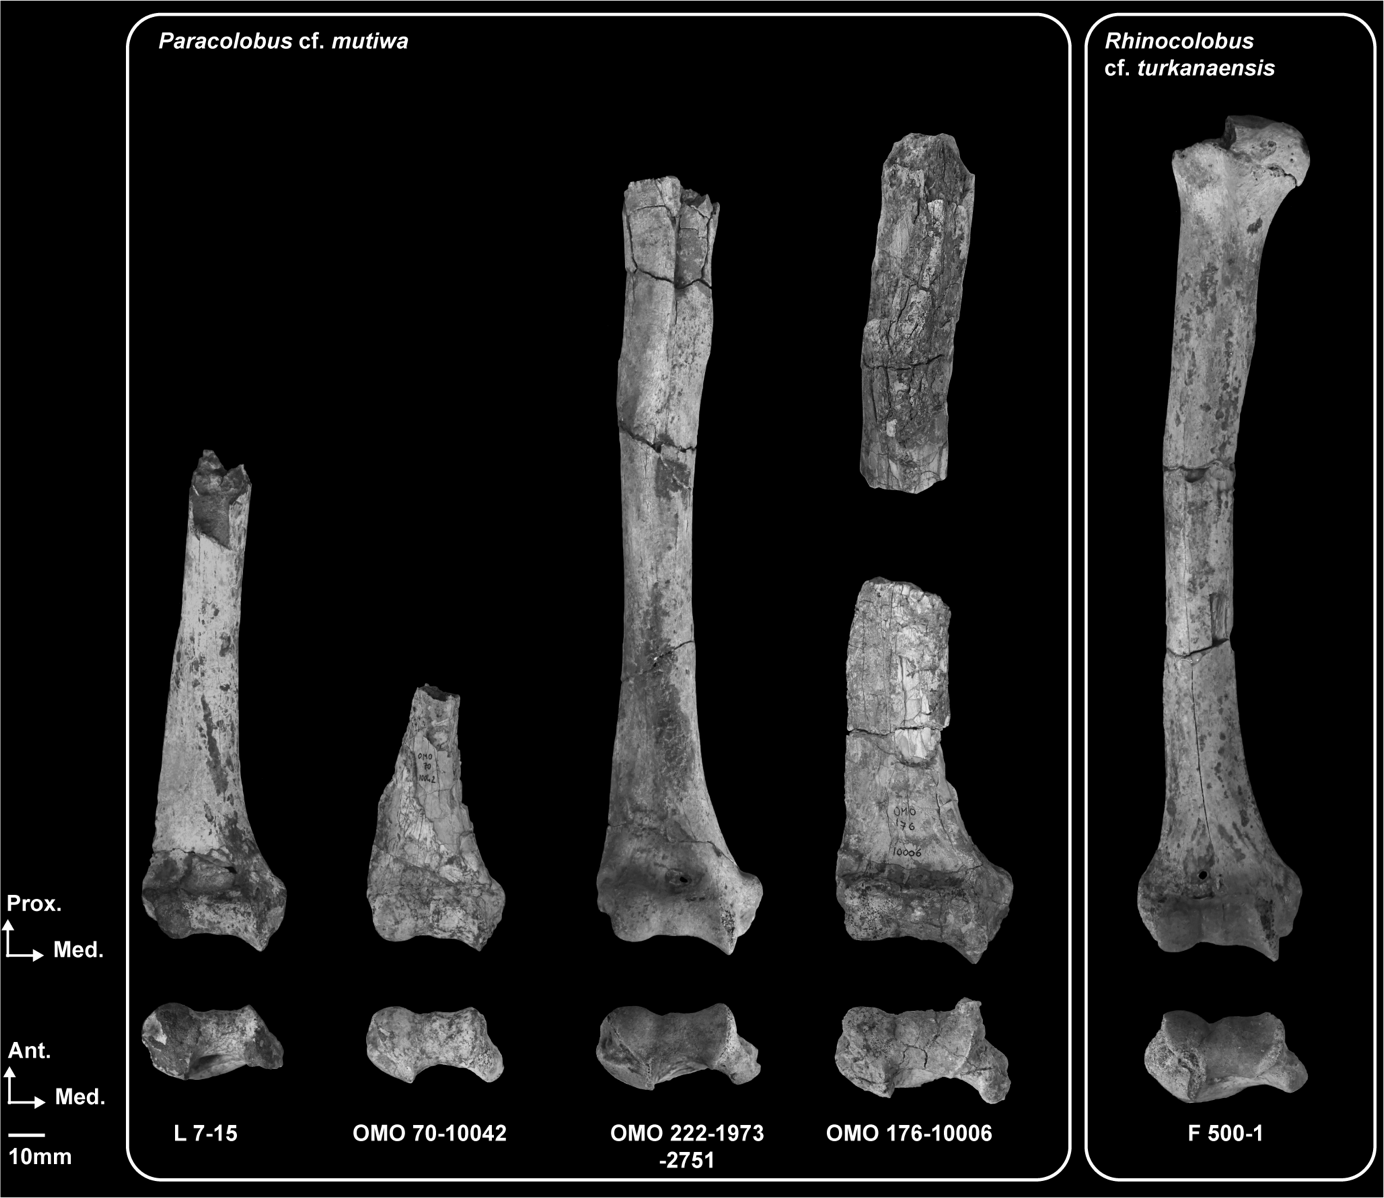 Paracolobus cf. mutiwa
Rhinocolobus
cf. turkanaensis
OMO
70
10042
OMO
176
10006
Prox.
Med.
Ant.
Med.
10mm
L 7-15
OMO 70-10042
OMO 222-1973
-2751
OMO 176-10006
F 500-1